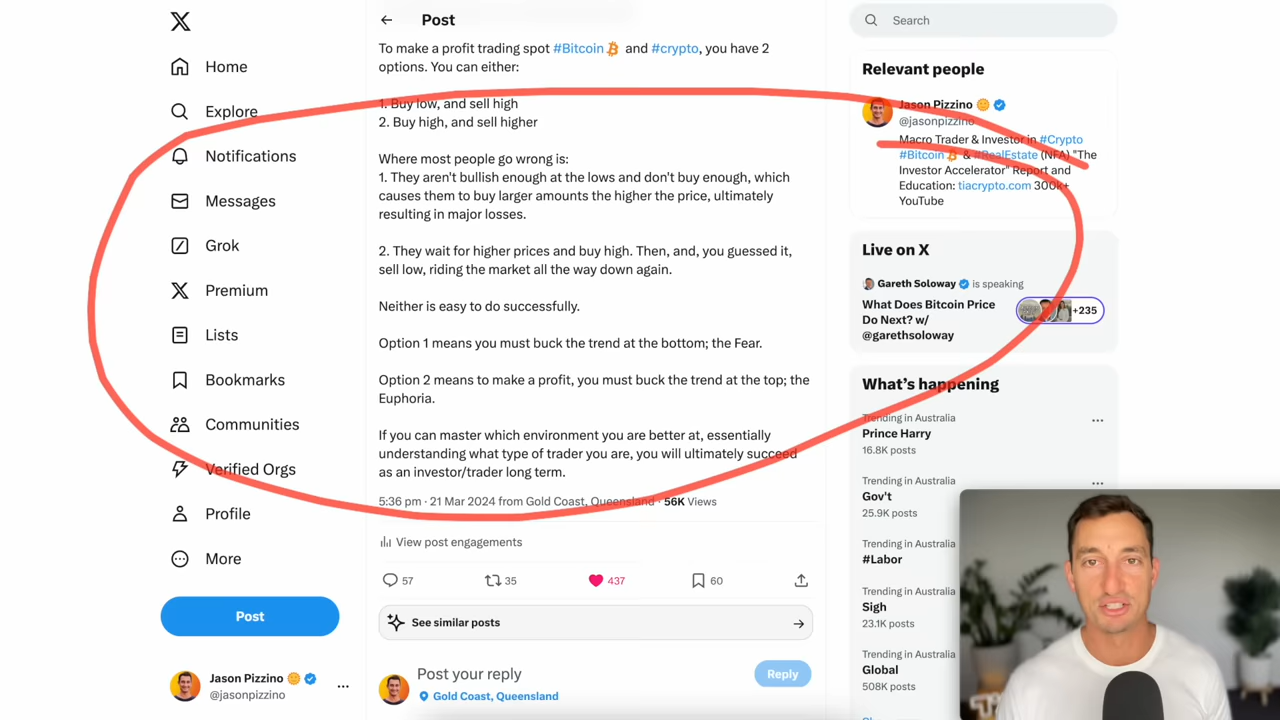 Home
Explore
Notifications
Messages
Grok
Premium
Lists
Bookmarks
Communities
Verified Orgs
Profile
More
Post
Jason Pizzino
@jasonpizzino
Post
To make a profit trading spot #Bitcoin and #crypto, you have 2
options. You can either:
1. Buy low, and sell high
2. Buy high, and sell higher
Where most people go wrong is:
1. They aren't bullish enough at the lows and don't buy enough, which
causes them to buy larger amounts the higher the price, ultimately
resulting in major losses.
2. They wait for higher prices and buy high. Then, and, you guessed it,
sell low, riding the market all the way down again.
Neither is easy to do successfully.
Option 1 means you must buck the trend at the bottom; the Fear.
Option 2 means to make a profit, you must buck the trend at the top; the
Euphoria.
If you can master which environment you are better at, essentially
understanding what type of trader you are, you will ultimately succeed
as an investor/trader long term.
5:36 pm · 21 Mar 2024 from Gold Coast, Queensland · 56K Views
View post engagements
57
35
437
60
See similar posts
Post your reply
Reply
Gold Coast, Queensland
Search
Relevant people
Jason Pizzino
@jasonpizzino
Macro Trader & Investor in #Crypto
#Bitcoin & #RealEstate (NFA) "The
Investor Accelerator" Report and
Education: tiacrypto.com 300k+
YouTube
Live on X
Gareth Soloway is speaking
What Does Bitcoin Price
Do Next? w/
@garethsoloway
+235
What's happening
Trending in Australia
Prince Harry
16.8K posts
Trending in Australia
Gov't
25.9K posts
Trending in Australia
#Labor
Trending in Australia
Sigh
23.1K posts
Trending in Australia
Global
508K posts